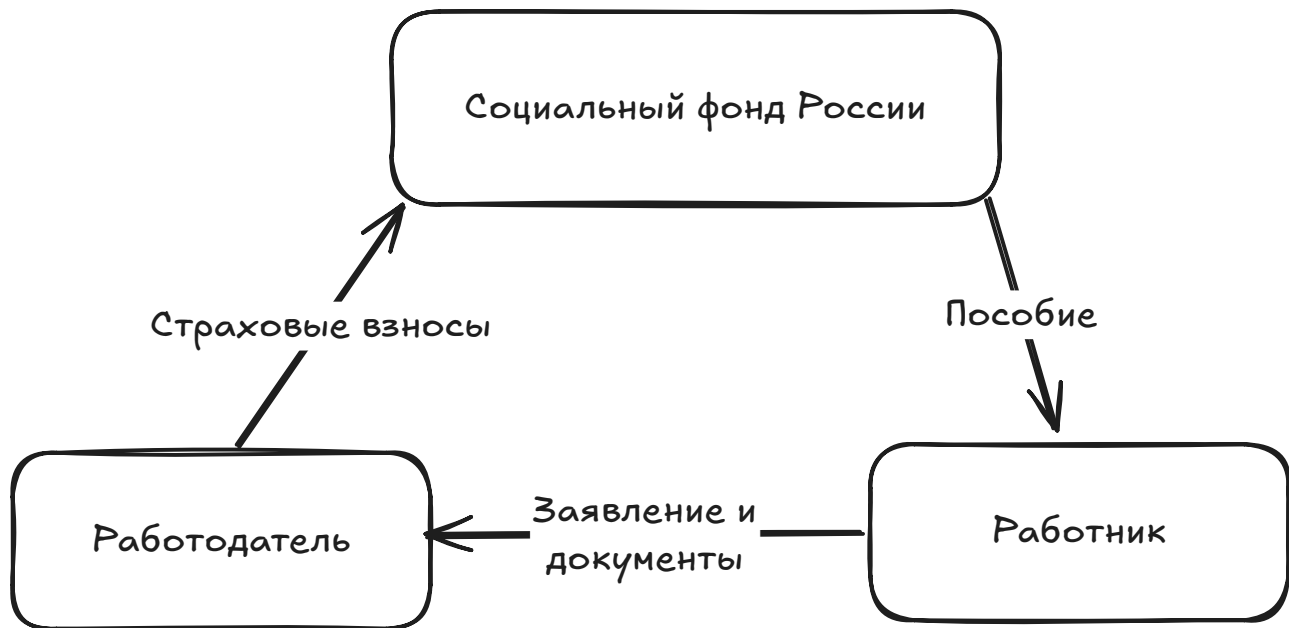 Социальный фонд России
Страховые взносы
Пособие
Заявление и
документы
Работодатель
Работник